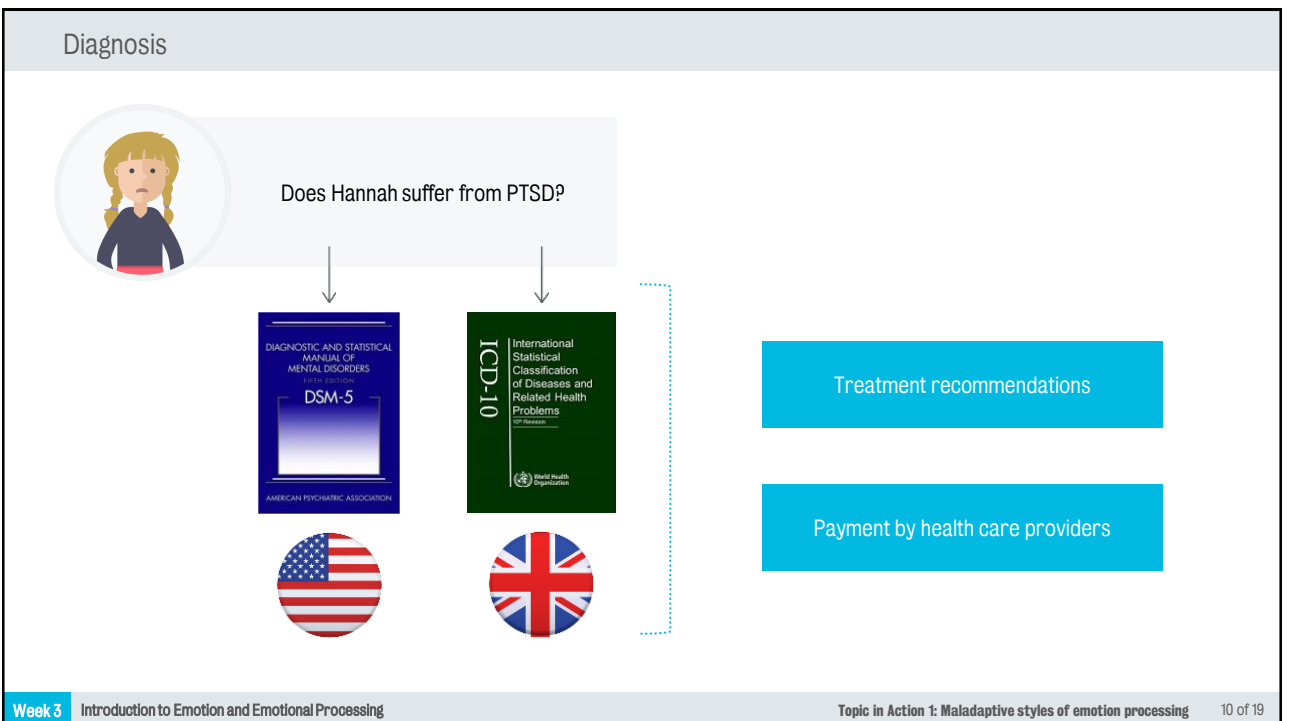 Diagnosis
Does Hannah suffer from PTSD?
DIAGNOSTIC AND STATISTICAL
MANUAL OF
MENTAL DISORDERS
FIFTH EDITION
DSM-5
AMERICAN PSYCHIATRIC ASSOCIATION
ICD-10
International
Statistical
Classification
of Diseases and
Related Health
Problems
10th Revision
World Health
Organization
Treatment recommendations
Payment by health care providers
Week 3 Introduction to Emotion and Emotional Processing
Topic in Action 1: Maladaptive styles of emotion processing 10 of 19